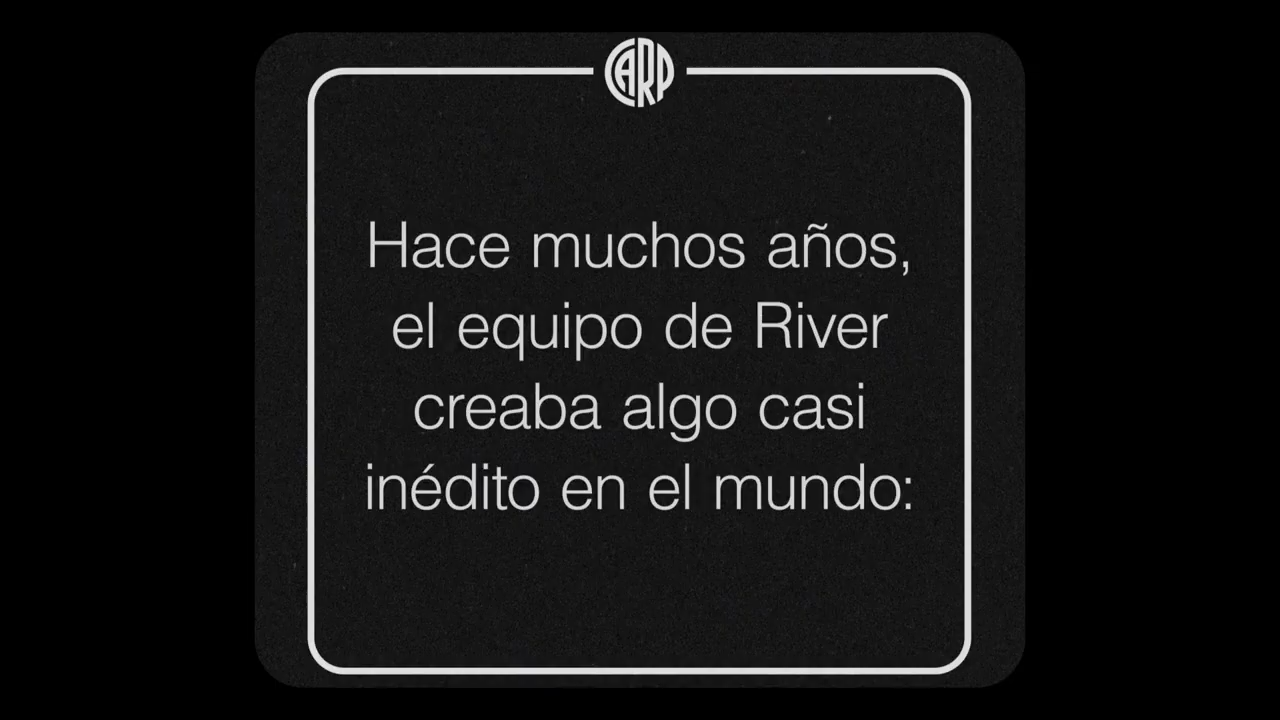 CARP
Hace muchos años,
el equipo de River
creaba algo casi
inédito en el mundo: